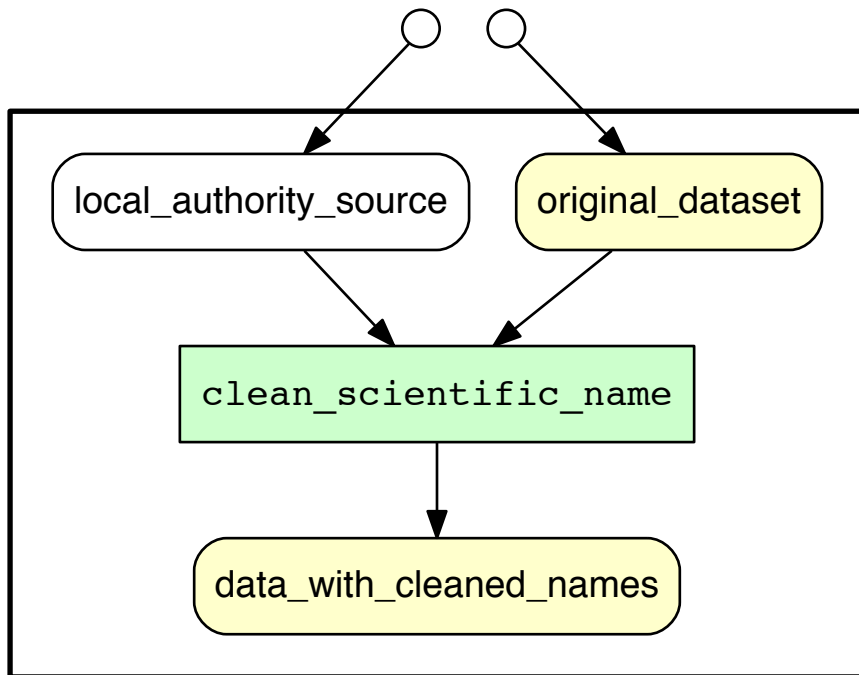 local_authority_source
original_dataset
clean_scientific_name
data_with_cleaned_names